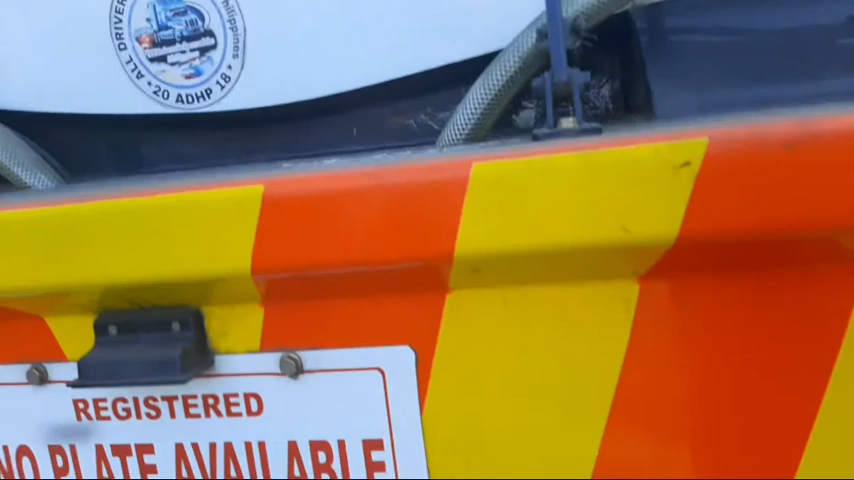 ALL DRIVER
Philippines
• 20 ADHP 18 •
REGISTERED
NO PLATE AVAILABLE